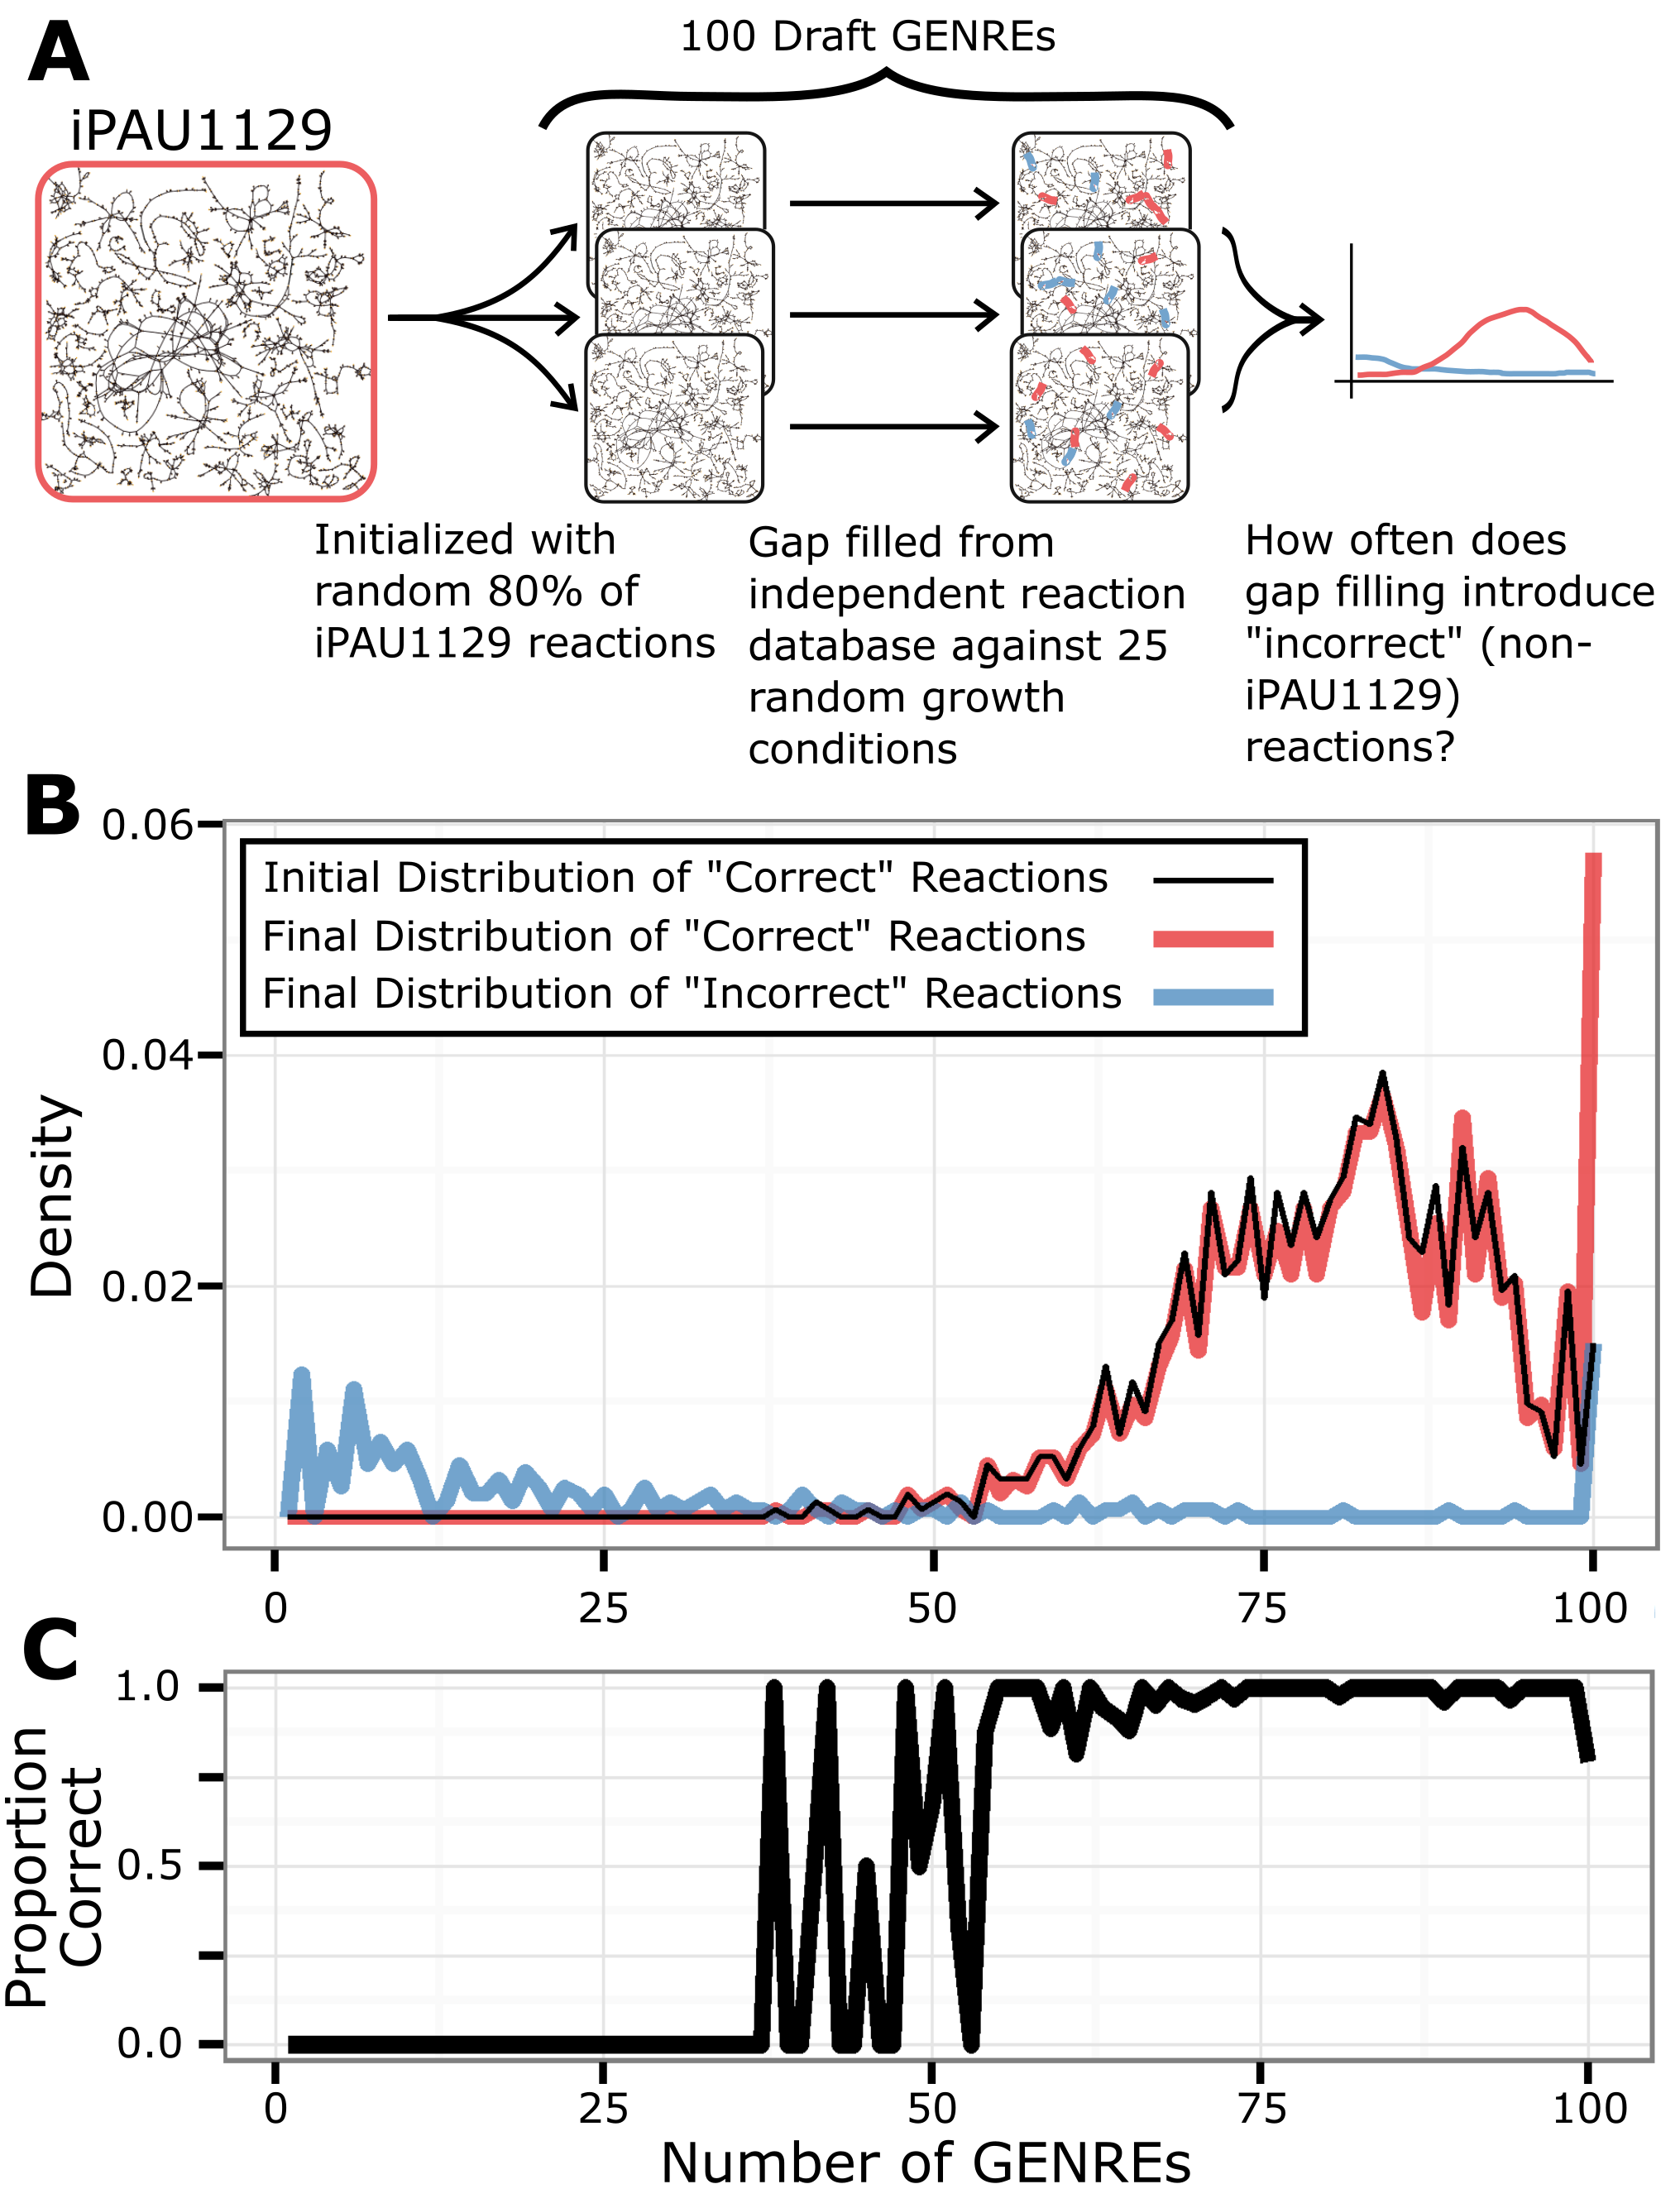 A
100 Draft GENREs
iPAU1129
Initialized with
random 80% of
iPAU1129 reactions
Gap filled from
independent reaction
database against 25
random growth
conditions
How often does
gap filling introduce
"incorrect" (non-
iPAU1129)
reactions?
B
0.06
0.04
0.02
0.00
Density
Initial Distribution of "Correct" Reactions
Final Distribution of "Correct" Reactions
Final Distribution of "Incorrect" Reactions
0 25 50 75 100
C
1.0
0.5
0.0
Proportion
Correct
0 25 50 75 100
Number of GENREs